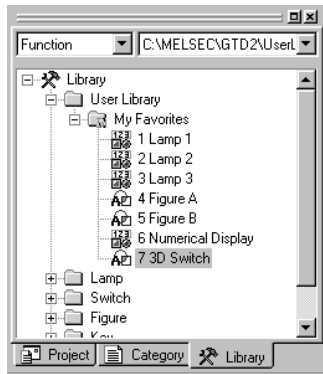 Function C:\MELSEC\GTD2\UserL
Library
User Library
My Favorites
1 Lamp 1
2 Lamp 2
3 Lamp 3
4 Figure A
5 Figure B
6 Numerical Display
7 3D Switch
Lamp
Switch
Figure
Project Category Library